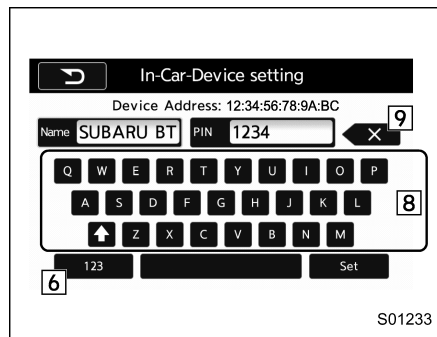 In-Car-Device setting
Device Address: 12:34:56:78:9A:BC
Name SUBARU BT PIN 1234 9
Q W E R T Y U I O P
A S D F G H J K L 8
Z X C V B N M
123 Set
6
S01233